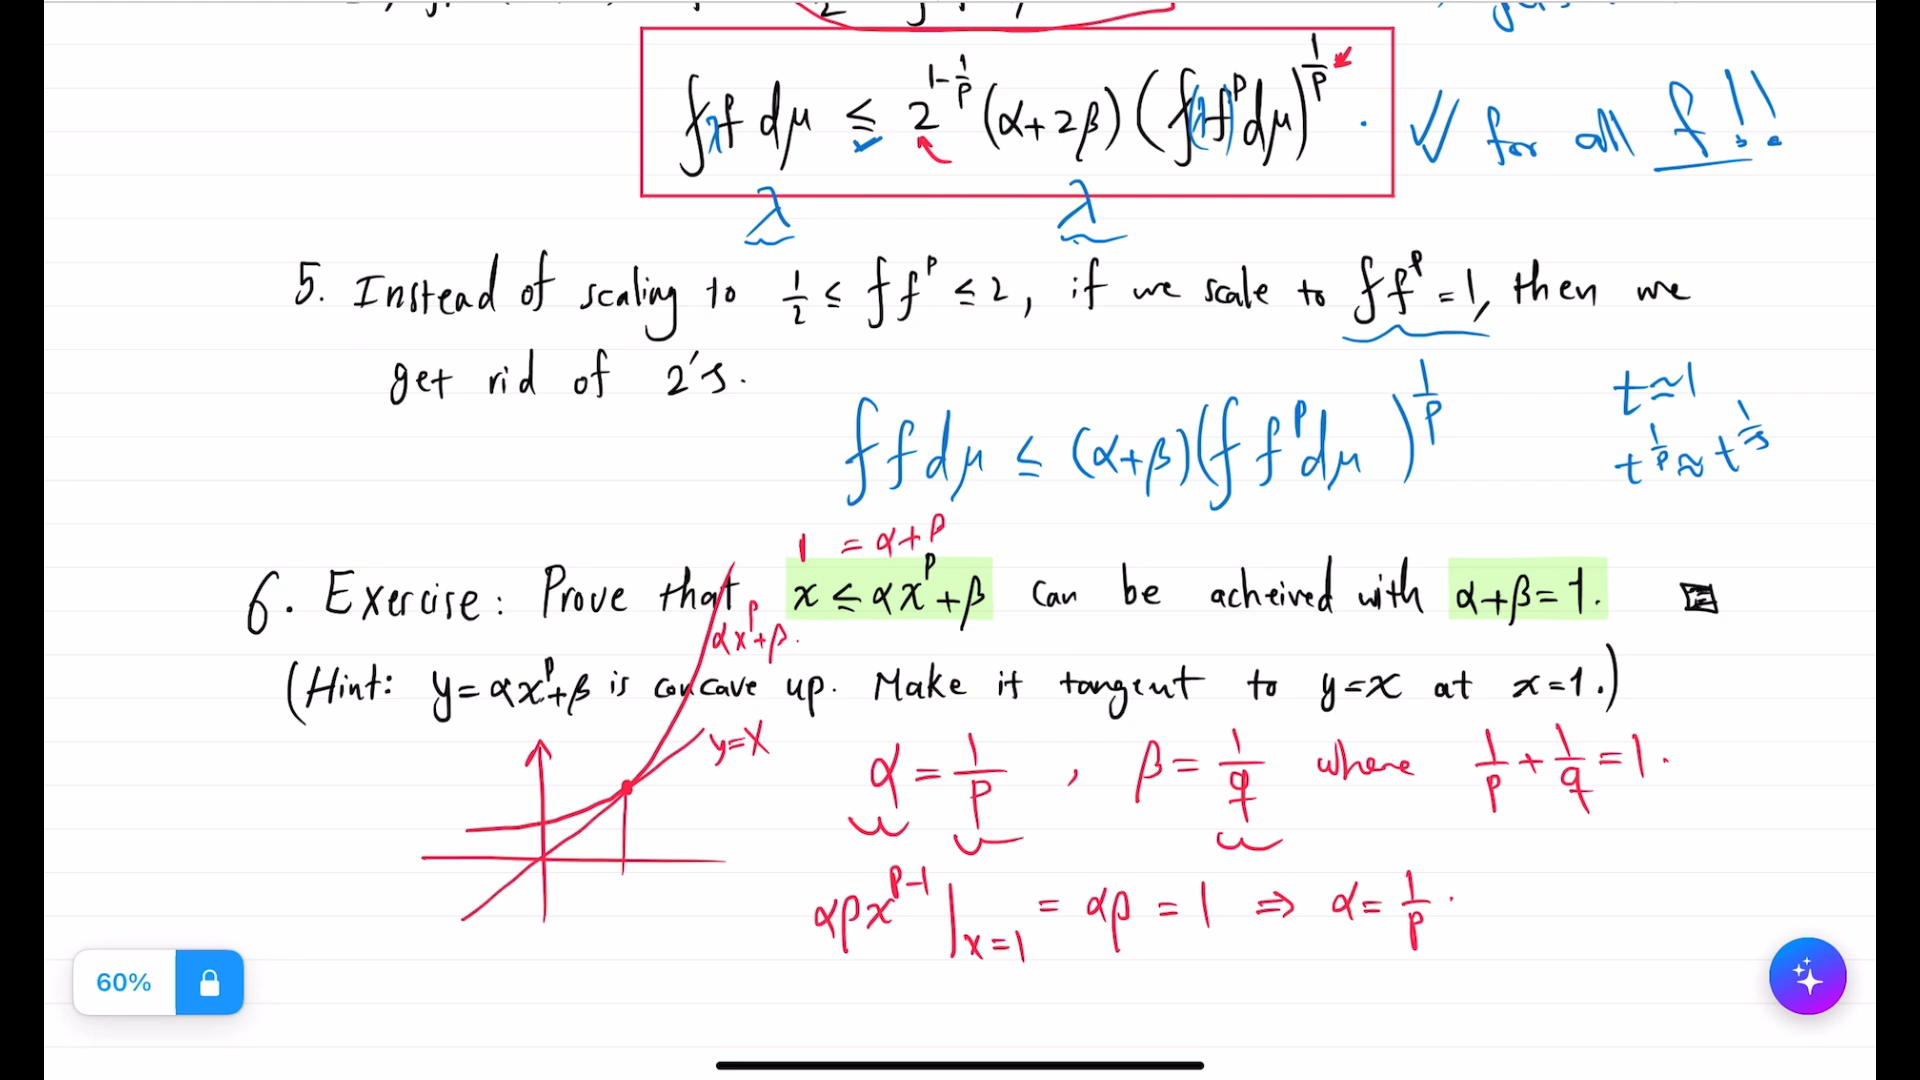 ∫λf dμ ≤ 2^{1-1/p} (α+2β) (∫(λf)^p dμ)^{1/p} . for all f!!
λ λ
5. Instead of scaling to 1/2 ≤ ∫f^p ≤ 2, if we scale to ∫f^p = 1, then we
get rid of 2's.
t≈1
∫f dμ ≤ (α+β)(∫f^p dμ)^{1/p}
1 = α+β
6. Exercise: Prove that x ≤ αx^p+β can be acheived with α+β=1.
αx^p+β.
(Hint: y=αx^p+β is concave up. Make it tangent to y=x at x=1.)
y=x
α = 1/p , β = 1/q where 1/p + 1/q = 1.
αpx^{p-1} |_{x=1} = αp = 1 ⇒ α = 1/p.
60%